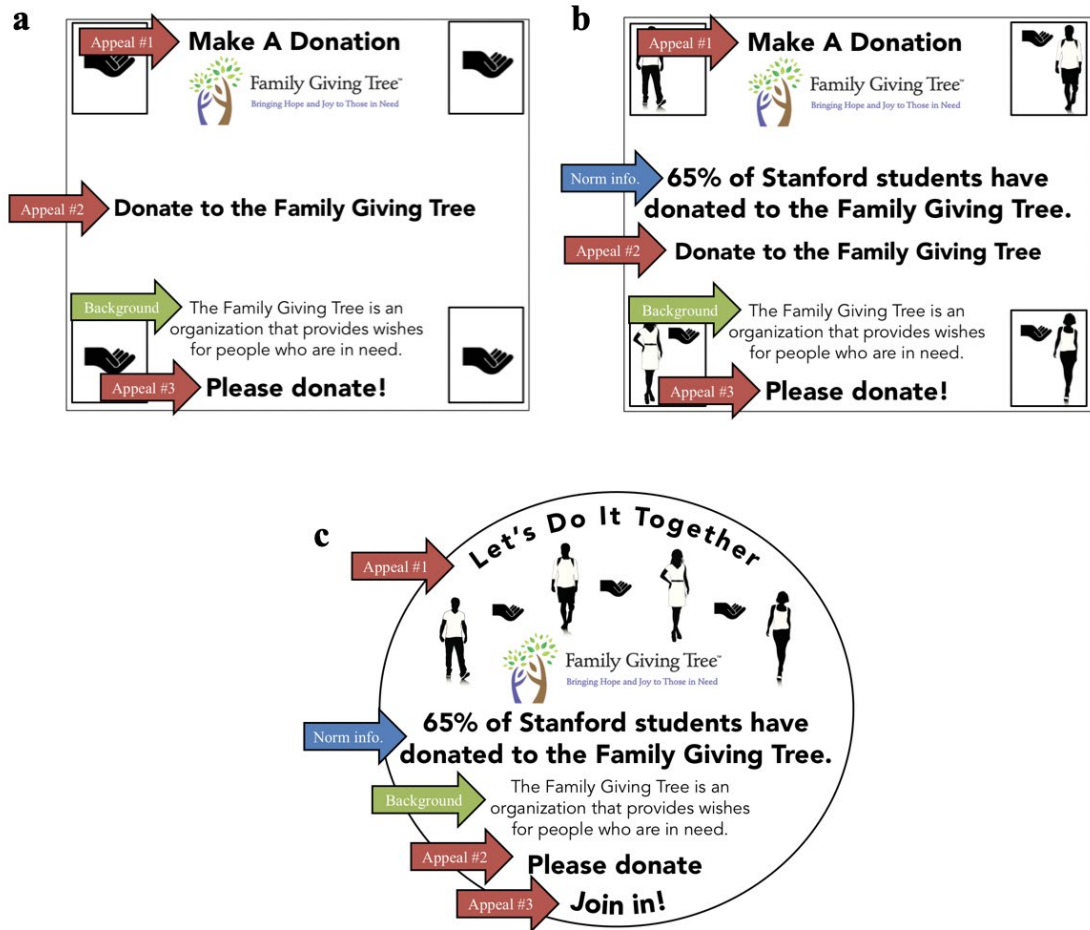 a
Appeal #1
Make A Donation
Family Giving Tree™
Bringing Hope and Joy to Those in Need
Appeal #2
Donate to the Family Giving Tree
Background
The Family Giving Tree is an
organization that provides wishes
for people who are in need.
Appeal #3
Please donate!
b
Appeal #1
Make A Donation
Family Giving Tree™
Bringing Hope and Joy to Those in Need
Norm info.
65% of Stanford students have
donated to the Family Giving Tree.
Appeal #2
Donate to the Family Giving Tree
Background
The Family Giving Tree is an
organization that provides wishes
for people who are in need.
Appeal #3
Please donate!
c
Appeal #1
Let's Do It Together
Family Giving Tree™
Bringing Hope and Joy to Those in Need
Norm info.
65% of Stanford students have
donated to the Family Giving Tree.
Background
The Family Giving Tree is an
organization that provides wishes
for people who are in need.
Appeal #2
Please donate
Appeal #3
Join in!